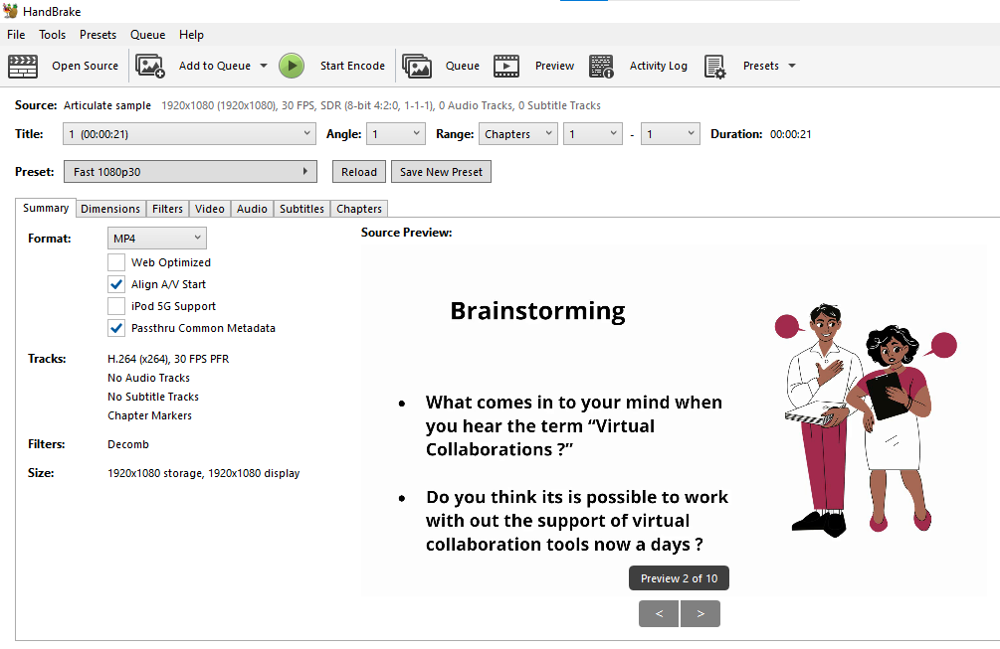 HandBrake
File Tools Presets Queue Help
Open Source Add to Queue Start Encode Queue Preview Activity Log Presets
Source: Articulate sample 1920x1080 (1920x1080), 30 FPS, SDR (8-bit 4:2:0, 1-1-1), 0 Audio Tracks, 0 Subtitle Tracks
Title: 1 (00:00:21) Angle: 1 Range: Chapters 1 - 1 Duration: 00:00:21
Preset: Fast 1080p30 Reload Save New Preset
Summary Dimensions Filters Video Audio Subtitles Chapters
Format: MP4
Web Optimized
Align A/V Start
iPod 5G Support
Passthru Common Metadata
Tracks: H.264 (x264), 30 FPS PFR
No Audio Tracks
No Subtitle Tracks
Chapter Markers
Filters: Decomb
Size: 1920x1080 storage, 1920x1080 display
Source Preview:
Brainstorming
• What comes in to your mind when
you hear the term “Virtual
Collaborations ?”
• Do you think its is possible to work
with out the support of virtual
collaboration tools now a days ?
Preview 2 of 10
< >